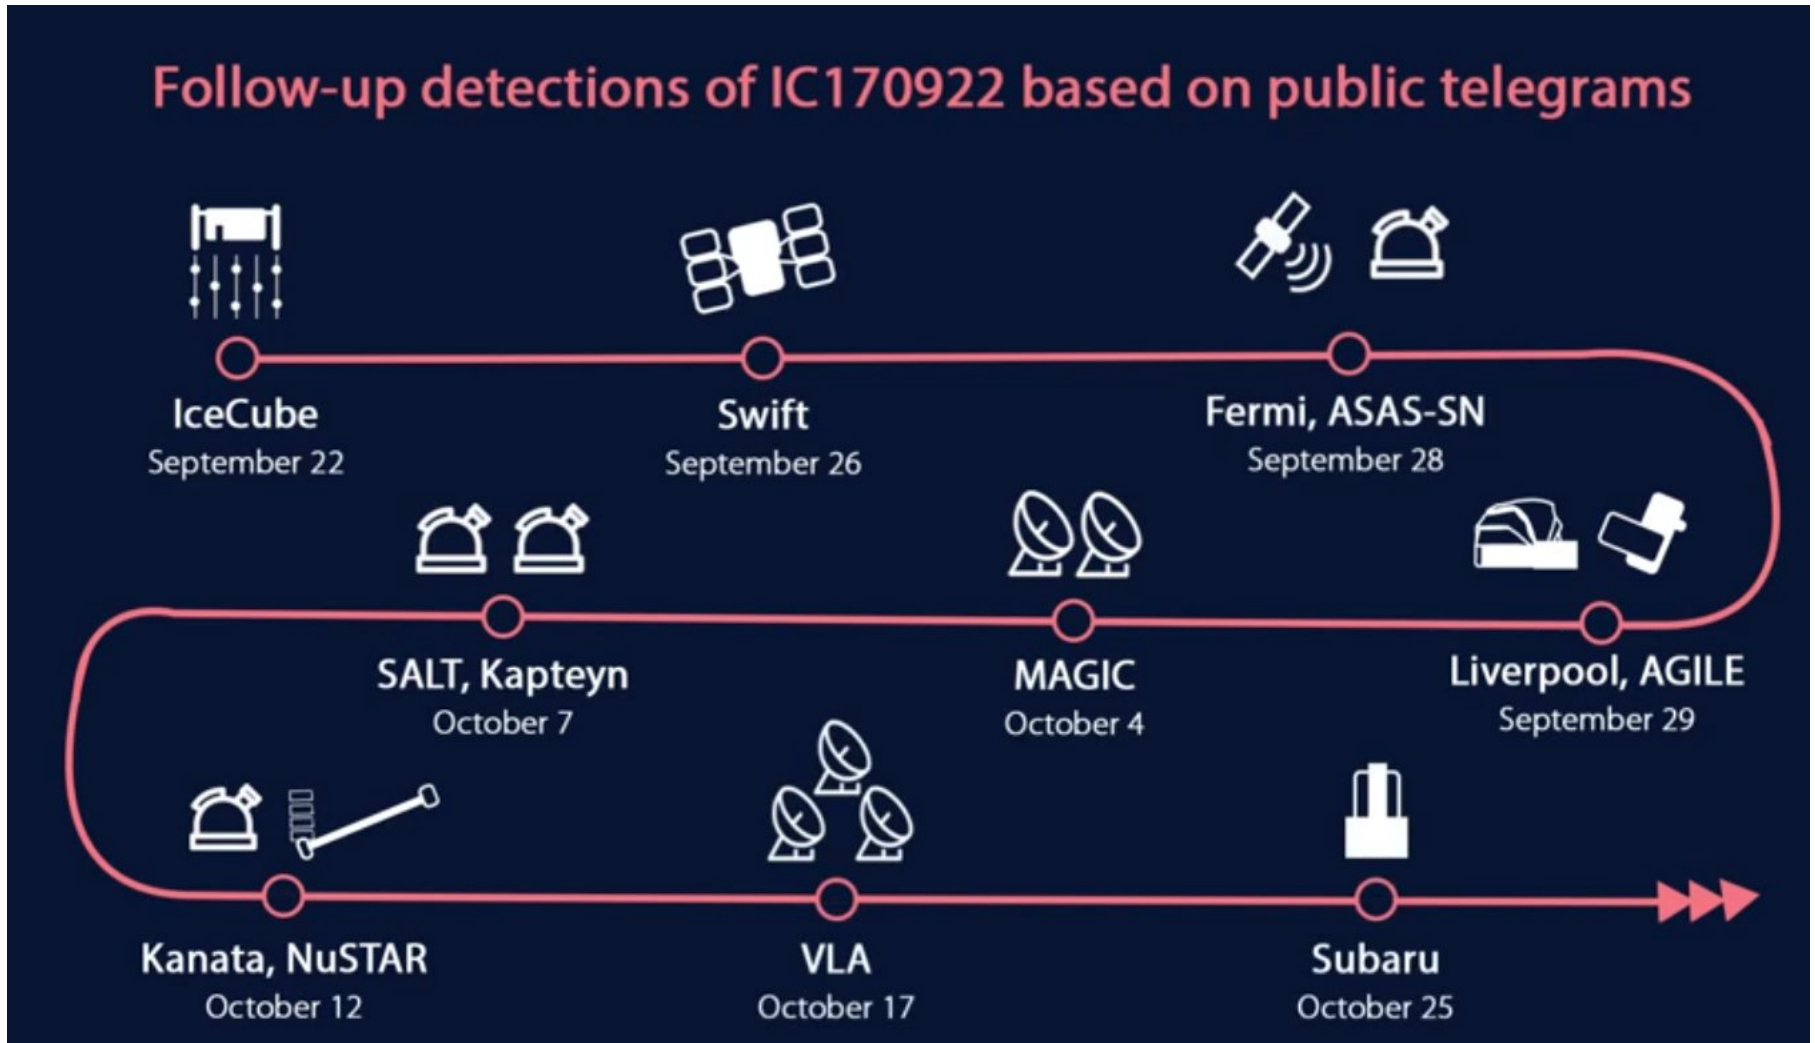 Follow-up detections of IC170922 based on public telegrams
IceCube
September 22
Swift
September 26
Fermi, ASAS-SN
September 28
Liverpool, AGILE
September 29
MAGIC
October 4
SALT, Kapteyn
October 7
Kanata, NuSTAR
October 12
VLA
October 17
Subaru
October 25